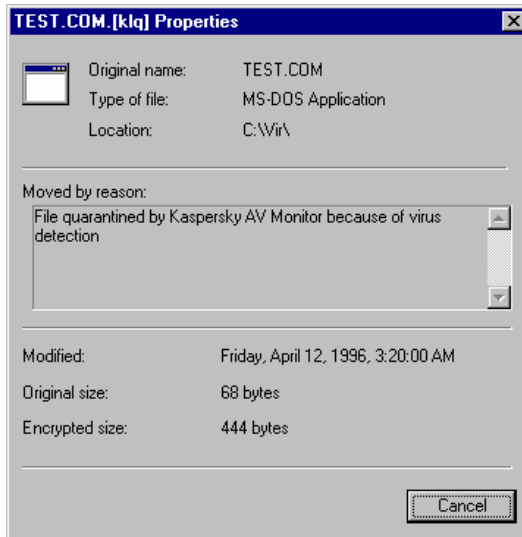 TEST.COM.[klq] Properties
Original name: TEST.COM
Type of file: MS-DOS Application
Location: C:\Vir\
Moved by reason:
File quarantined by Kaspersky AV Monitor because of virus
detection
Modified: Friday, April 12, 1996, 3:20:00 AM
Original size: 68 bytes
Encrypted size: 444 bytes
Cancel